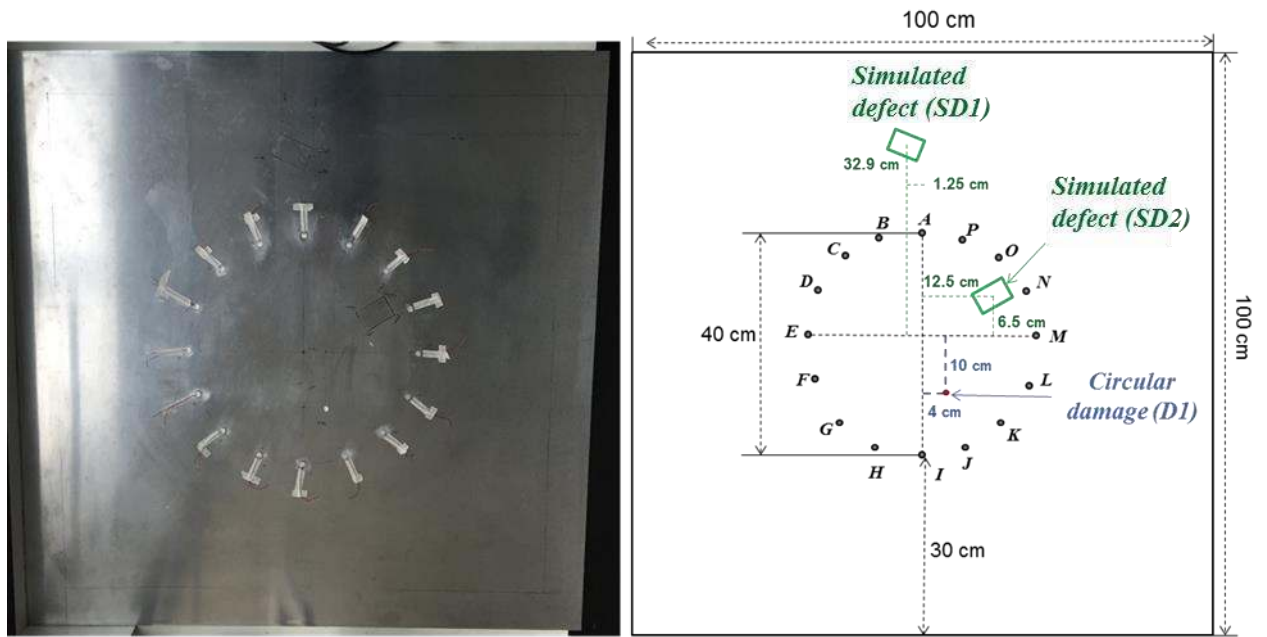 100 cm
Simulated
defect (SD1)
32.9 cm
1.25 cm
Simulated
defect (SD2)
B
A
P
C
O
D
12.5 cm
N
40 cm
E
6.5 cm
M
100 cm
F
10 cm
L
Circular
damage (D1)
4 cm
G
K
H
I
J
30 cm